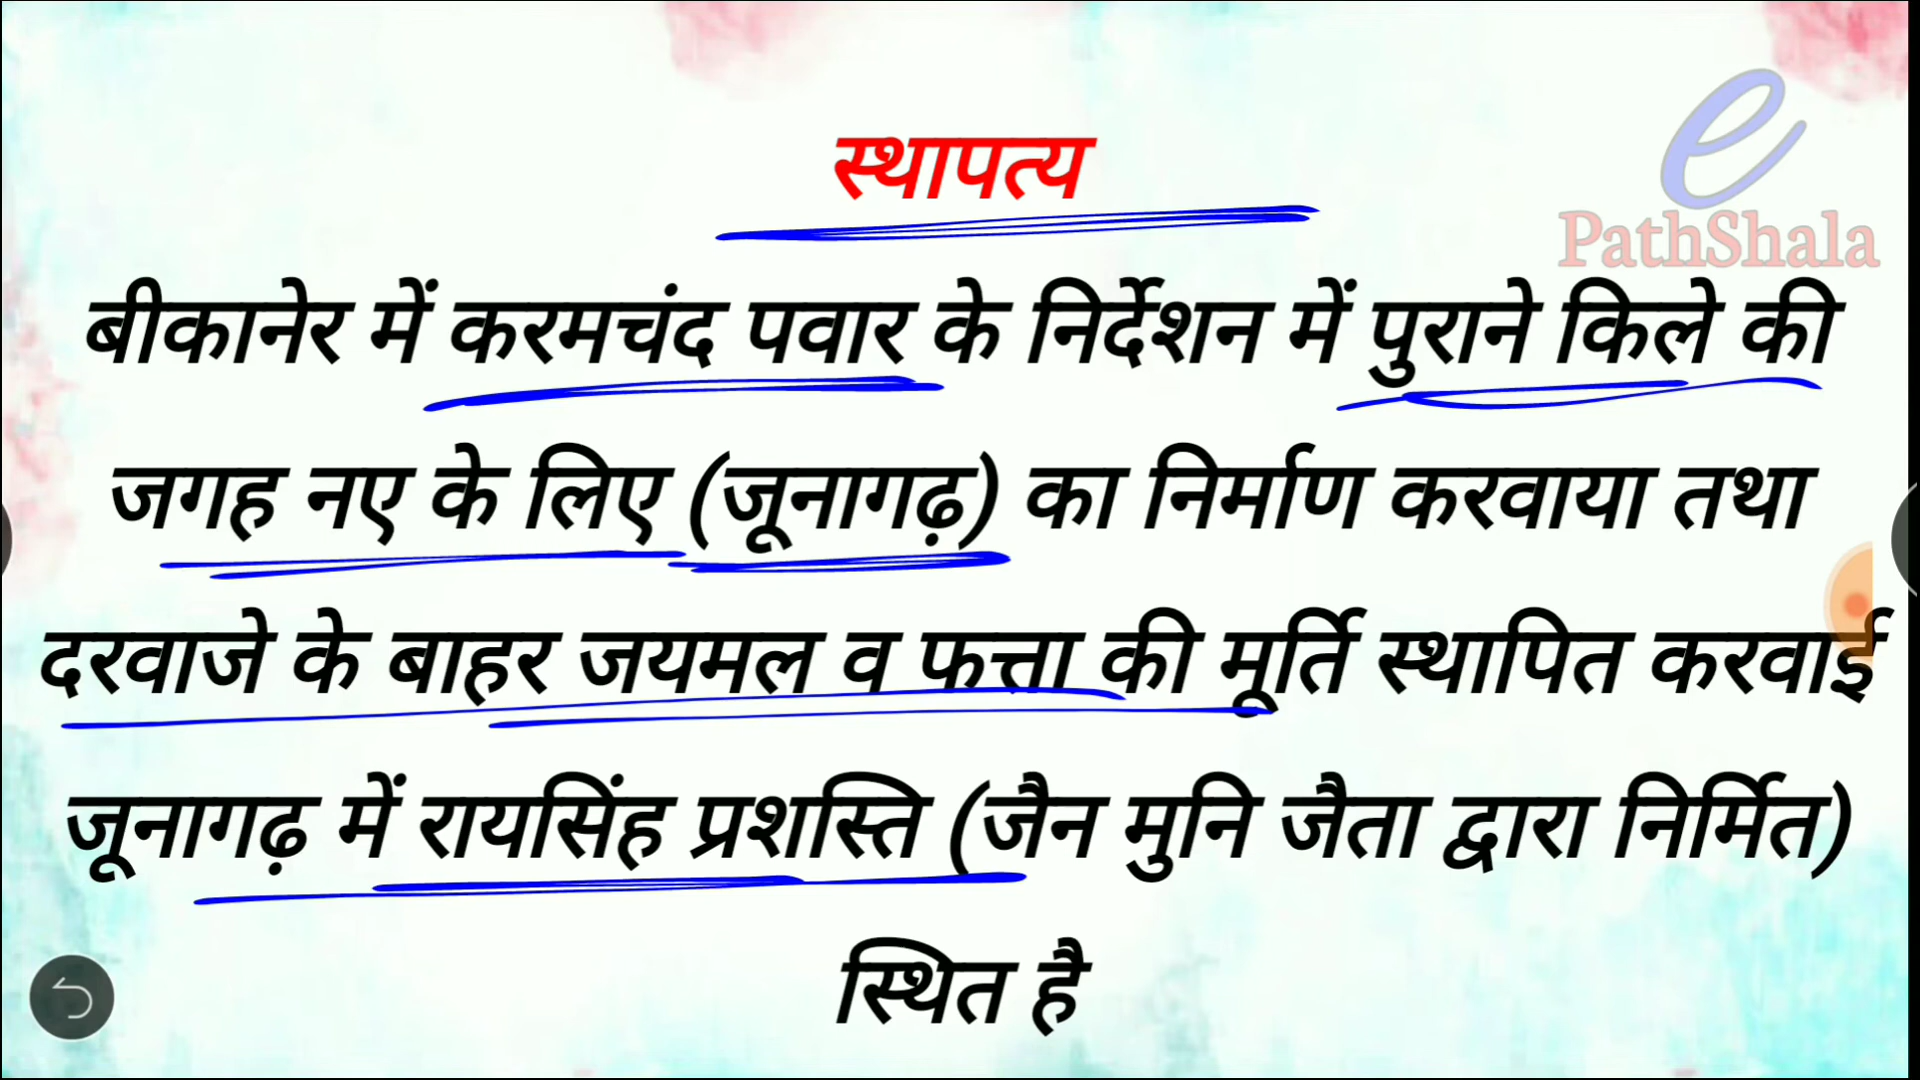 e
PathShala
स्थापत्य
बीकानेर में करमचंद पवार के निर्देशन में पुराने किले की
जगह नए के लिए (जूनागढ़) का निर्माण करवाया तथा
दरवाजे के बाहर जयमल व फत्ता की मूर्ति स्थापित करवाई
जूनागढ़ में रायसिंह प्रशस्ति (जैन मुनि जैता द्वारा निर्मित)
स्थित है